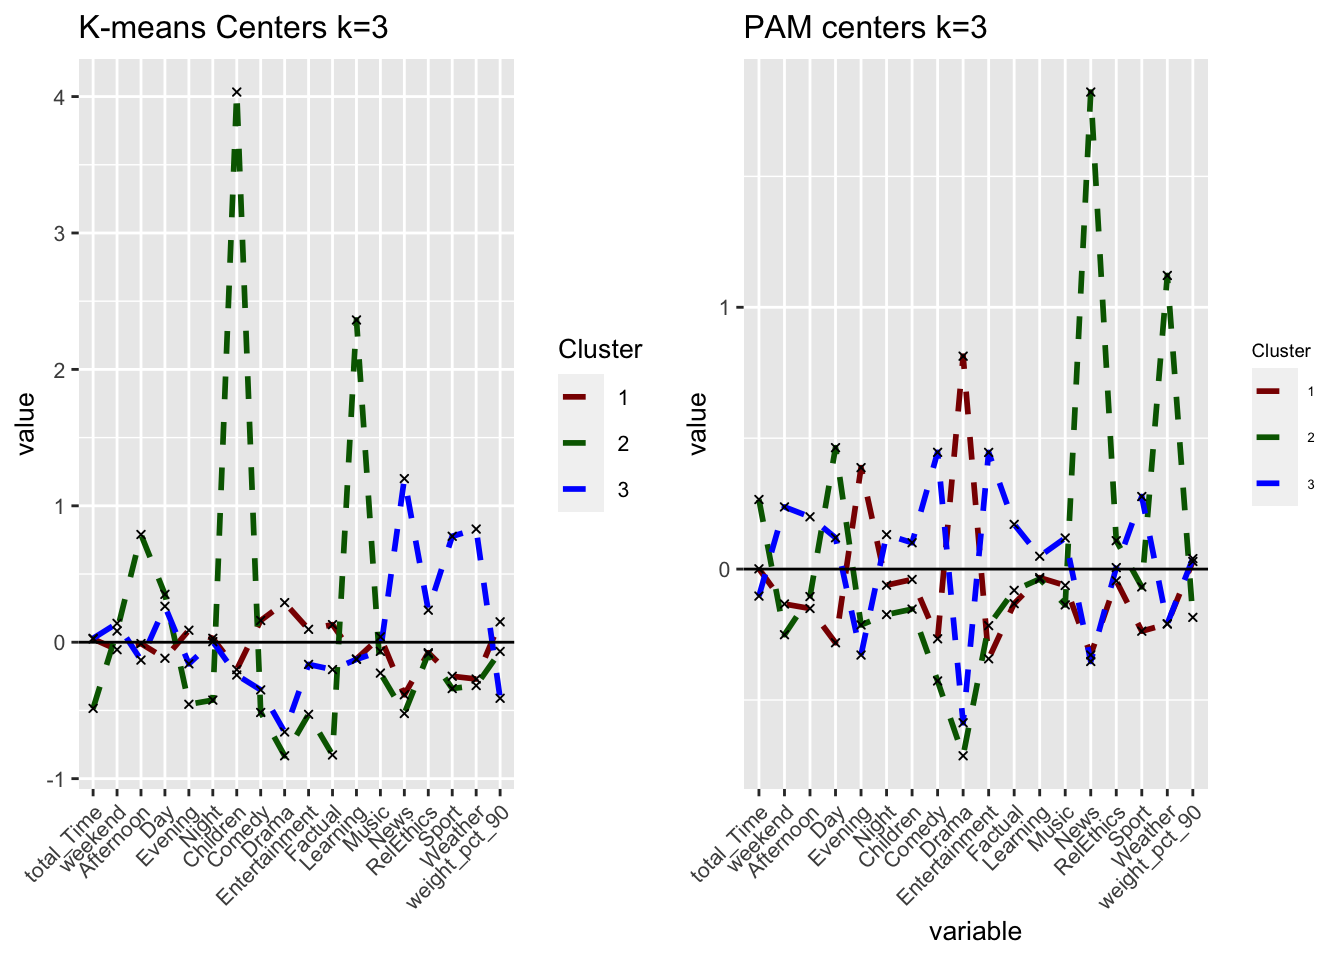 K-means Centers k=3
PAM centers k=3
value
4
3
2
1
0
-1
total_Time
weekend
Afternoon
Day
Evening
Night
Children
Comedy
Drama
Entertainment
Factual
Learning
Music
News
RelEthics
Sport
Weather
weight_pct_90
Cluster
1
2
3
value
1
0
total_Time
weekend
Afternoon
Day
Evening
Night
Children
Comedy
Drama
Entertainment
Factual
Learning
Music
News
RelEthics
Sport
Weather
weight_pct_90
variable
Cluster
1
2
3